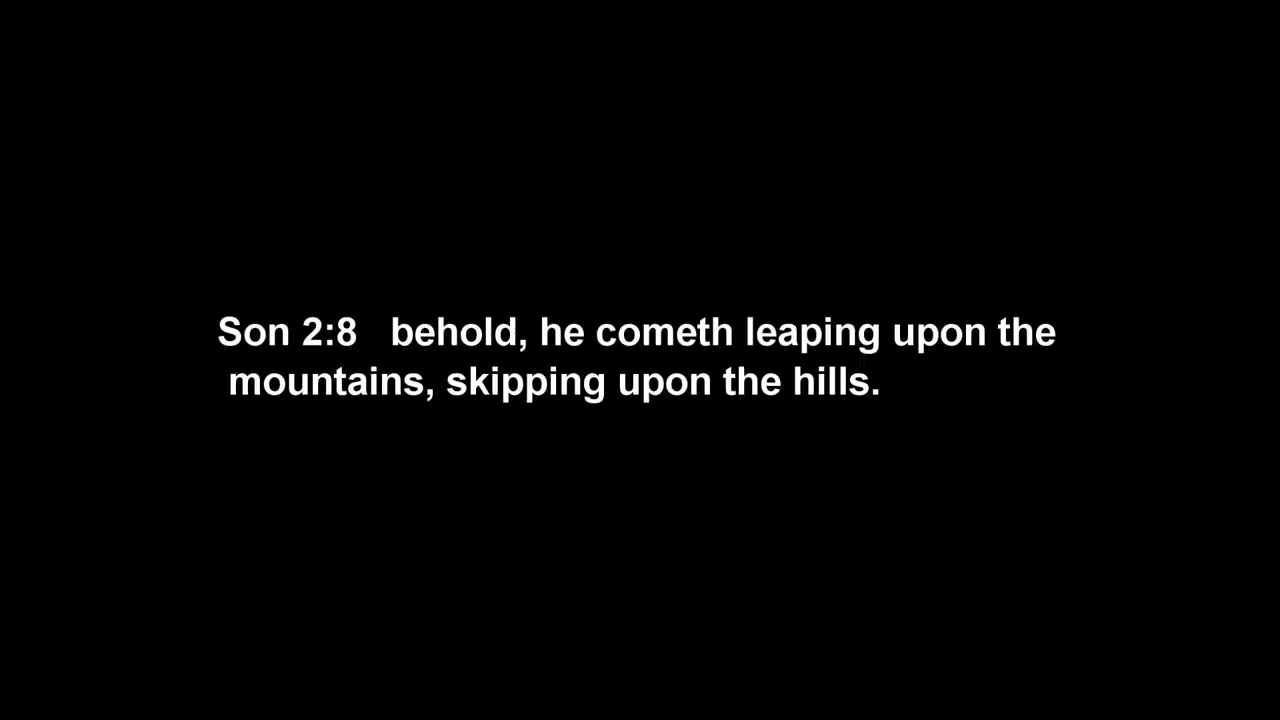 Son 2:8   behold, he cometh leaping upon the
mountains, skipping upon the hills.